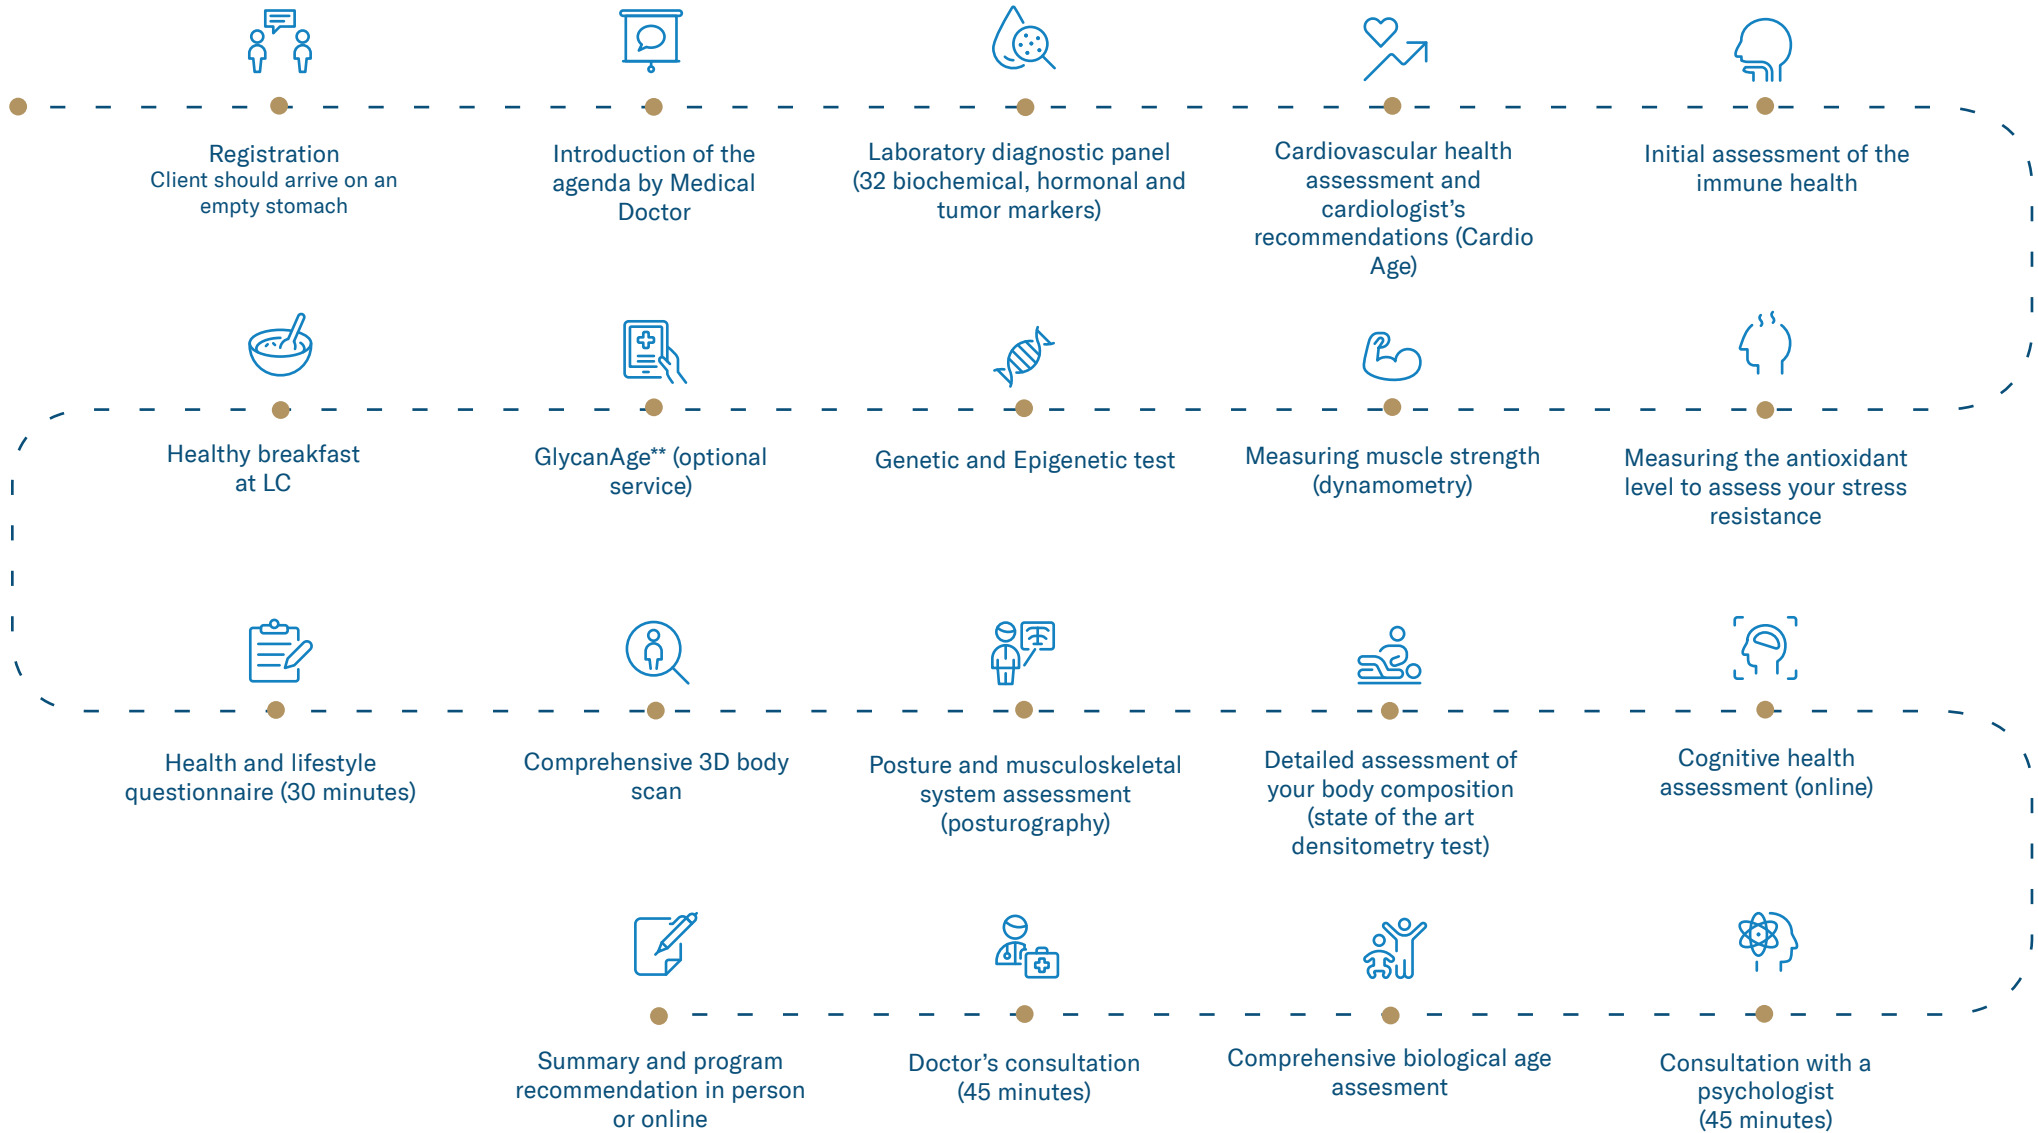 Registration
Client should arrive on an
empty stomach
Introduction of the
agenda by Medical
Doctor
Laboratory diagnostic panel
(32 biochemical, hormonal and
tumor markers)
Cardiovascular health
assessment and
cardiologist's
recommendations (Cardio
Age)
Initial assessment of the
immune health
Measuring the antioxidant
level to assess your stress
resistance
Measuring muscle strength
(dynamometry)
Genetic and Epigenetic test
GlycanAge** (optional
service)
Healthy breakfast
at LC
Health and lifestyle
questionnaire (30 minutes)
Comprehensive 3D body
scan
Posture and musculoskeletal
system assessment
(posturography)
Detailed assessment of
your body composition
(state of the art
densitometry test)
Cognitive health
assessment (online)
Consultation with a
psychologist
(45 minutes)
Comprehensive biological age
assesment
Doctor's consultation
(45 minutes)
Summary and program
recommendation in person
or online